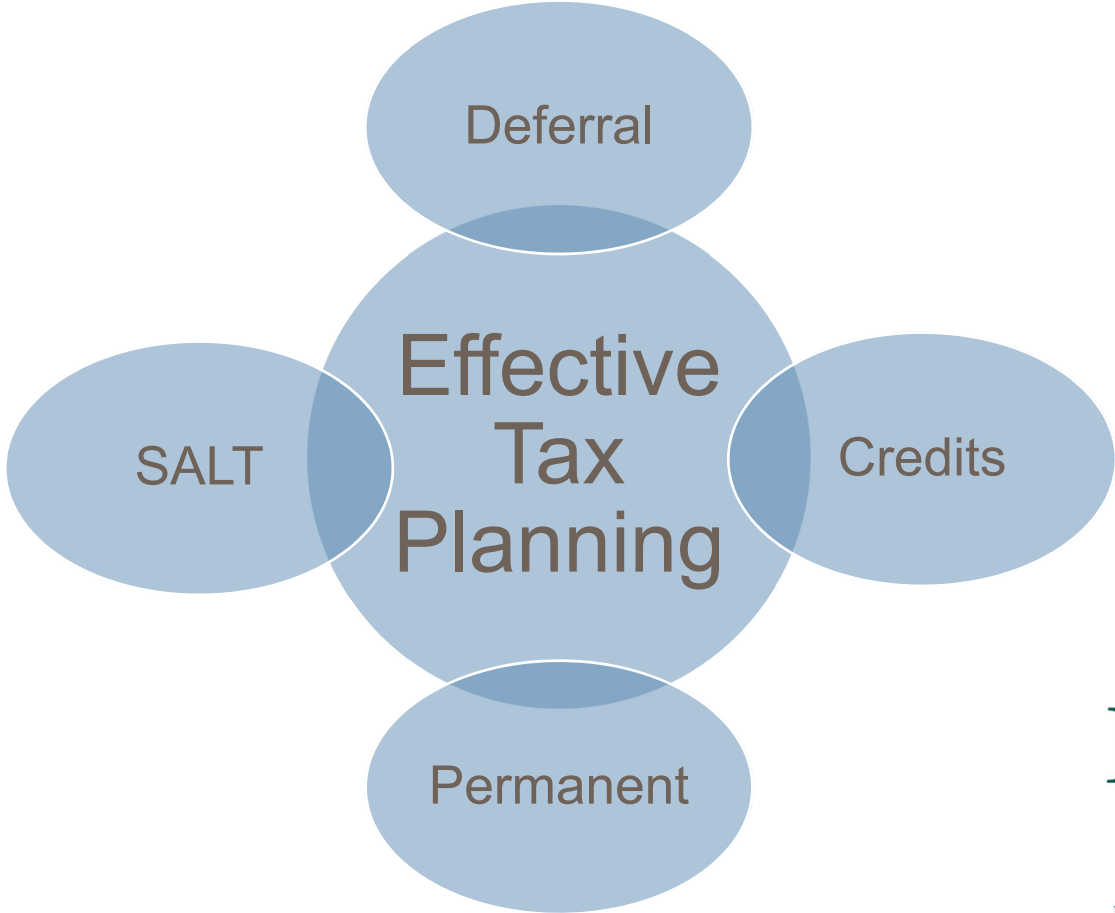 Deferral
Effective
Tax
Planning
SALT
Credits
Permanent